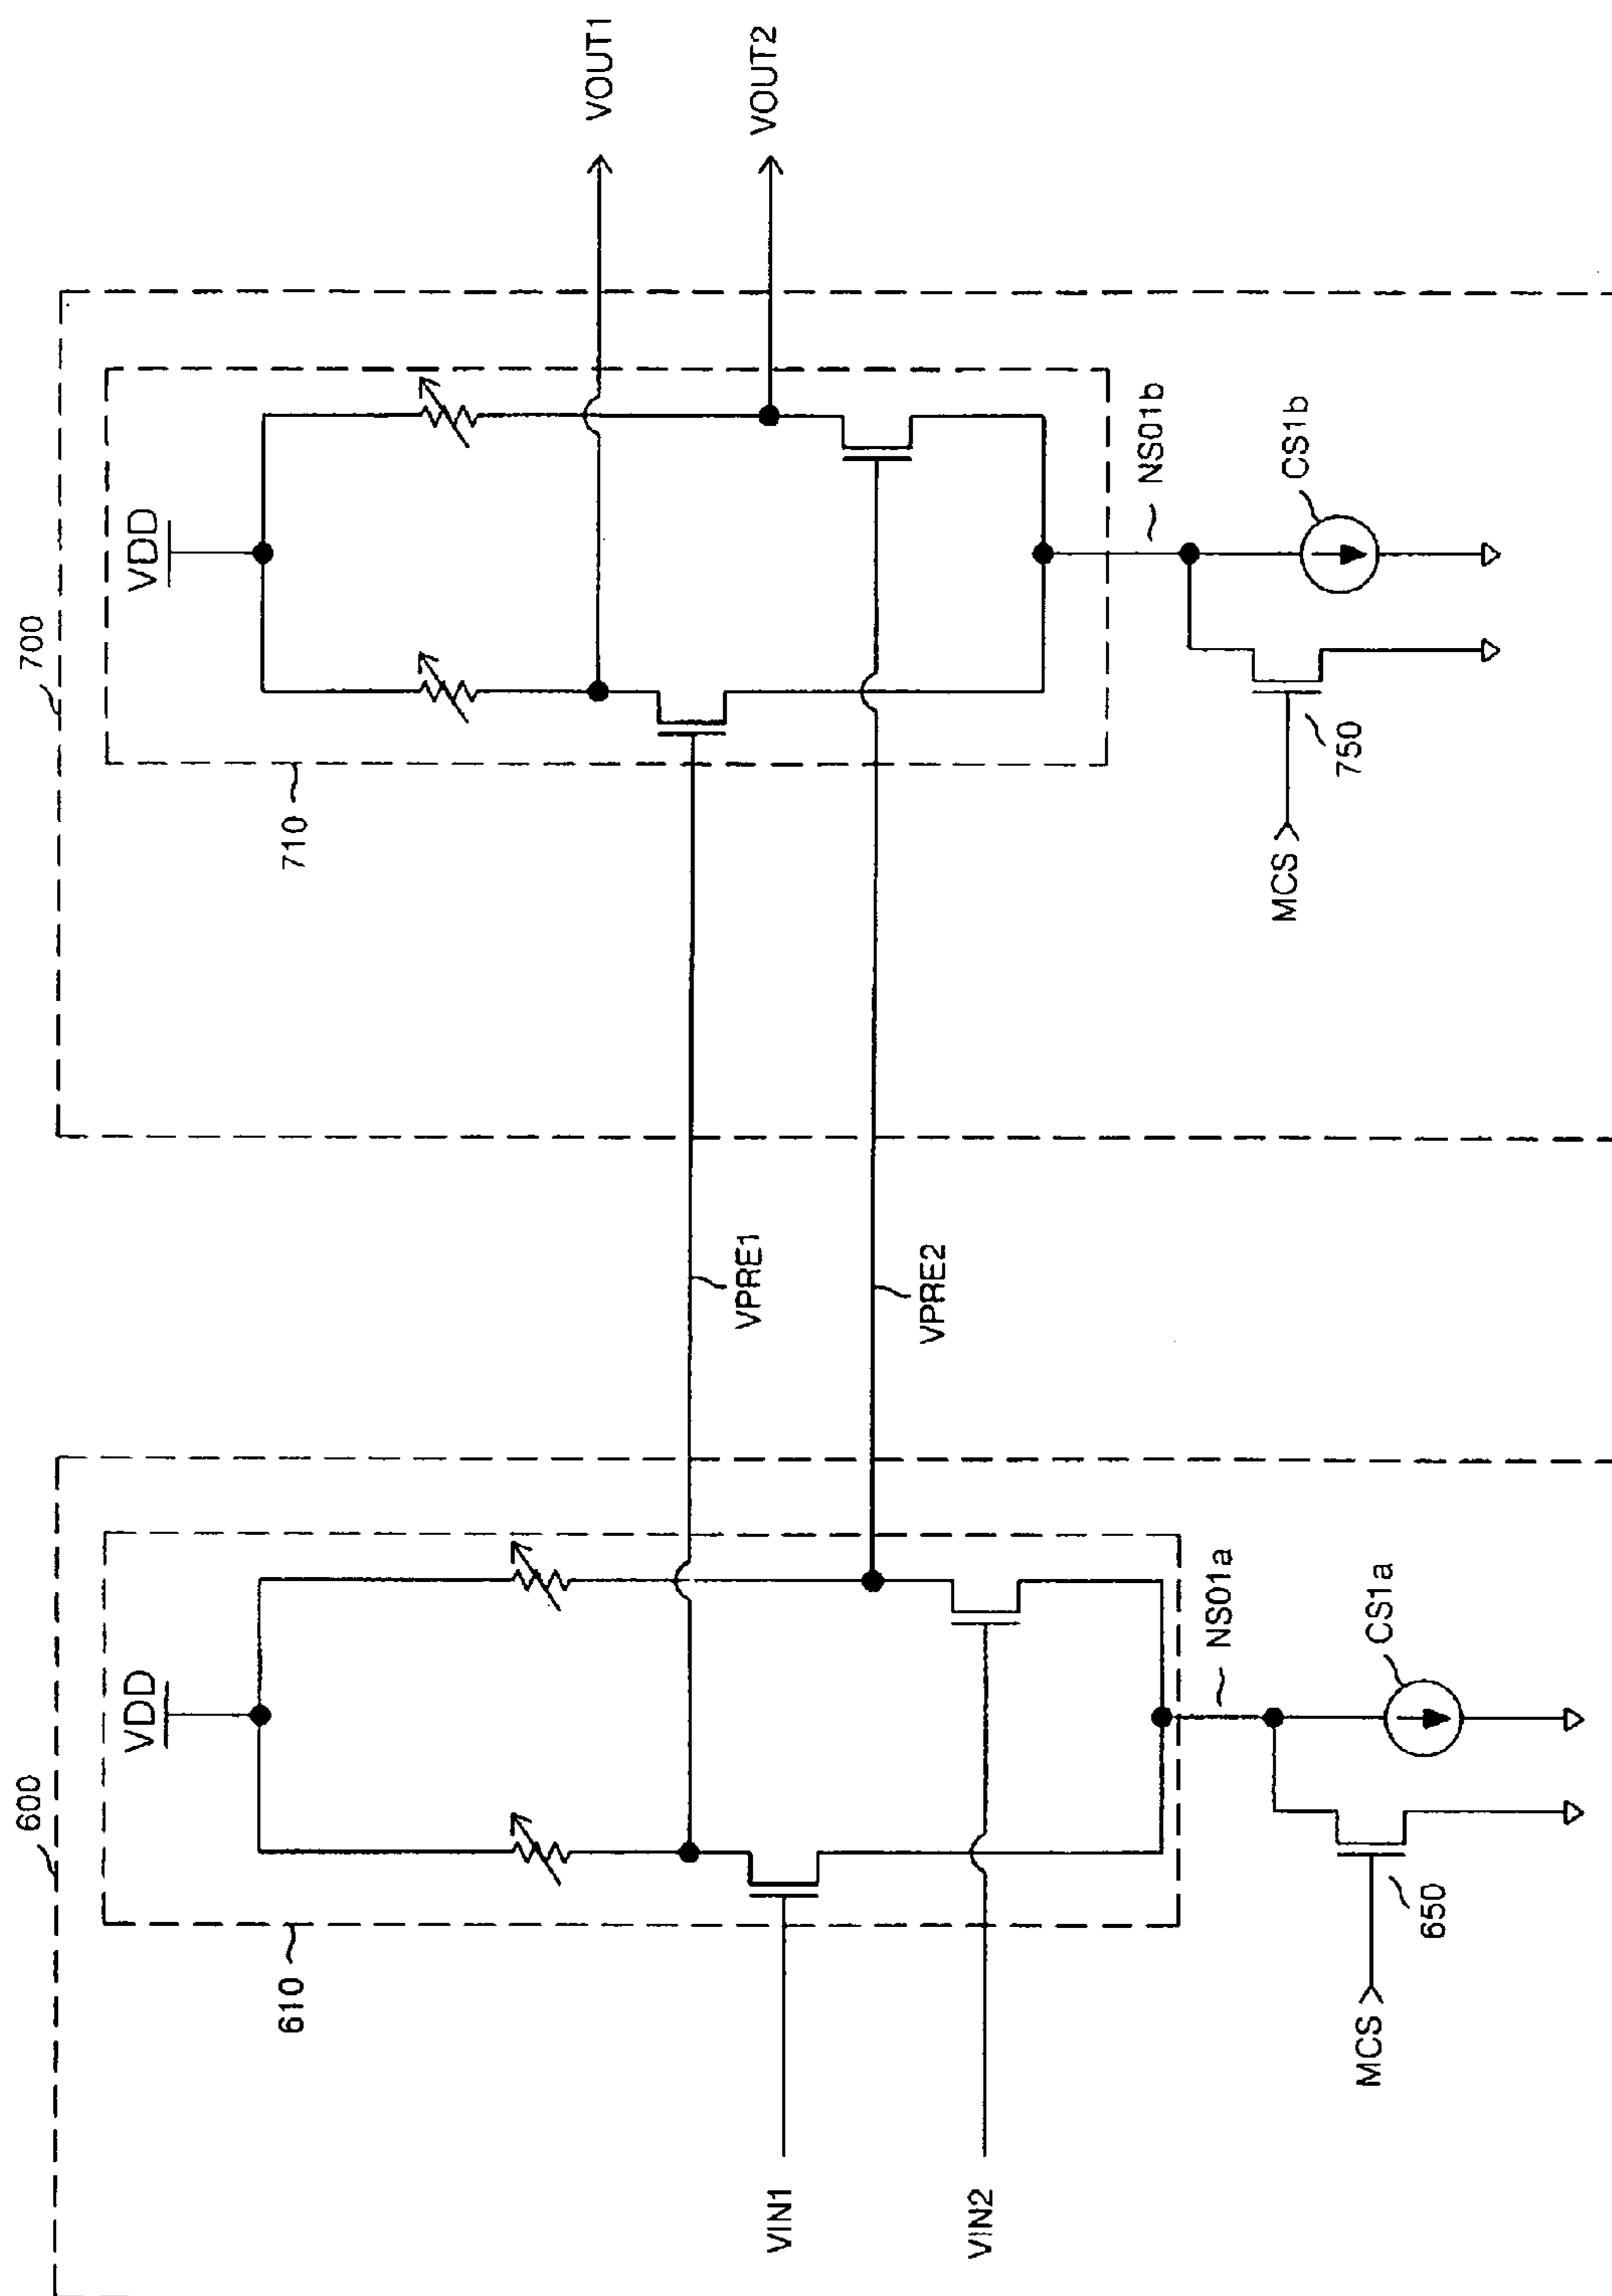 700
VDD
VOUT1
VOUT2
710
NS01b
CS1b
750
MCS
VPRE1
VPRE2
600
VDD
610
NS01a
CS1a
650
MCS
VIN1
VIN2